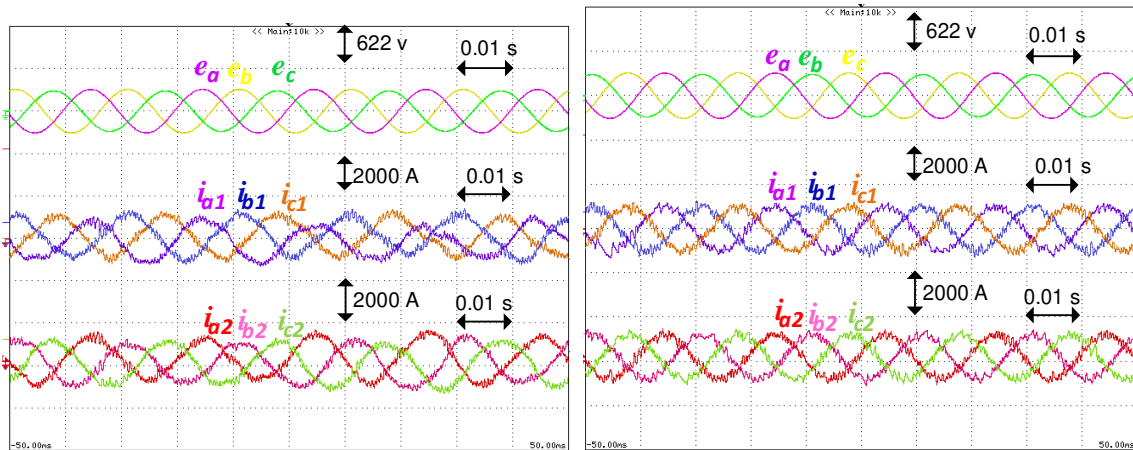 << Main:10k >>
622 v
0.01 s
ea eb ec
2000 A
0.01 s
ia1 ib1 ic1
2000 A
0.01 s
ia2 ib2 ic2
-50.00ms 50.00ms
<< Main:10k >>
622 v
0.01 s
ea eb ec
2000 A
0.01 s
ia1 ib1 ic1
2000 A
0.01 s
ia2 ib2 ic2
-50.00ms 50.00ms